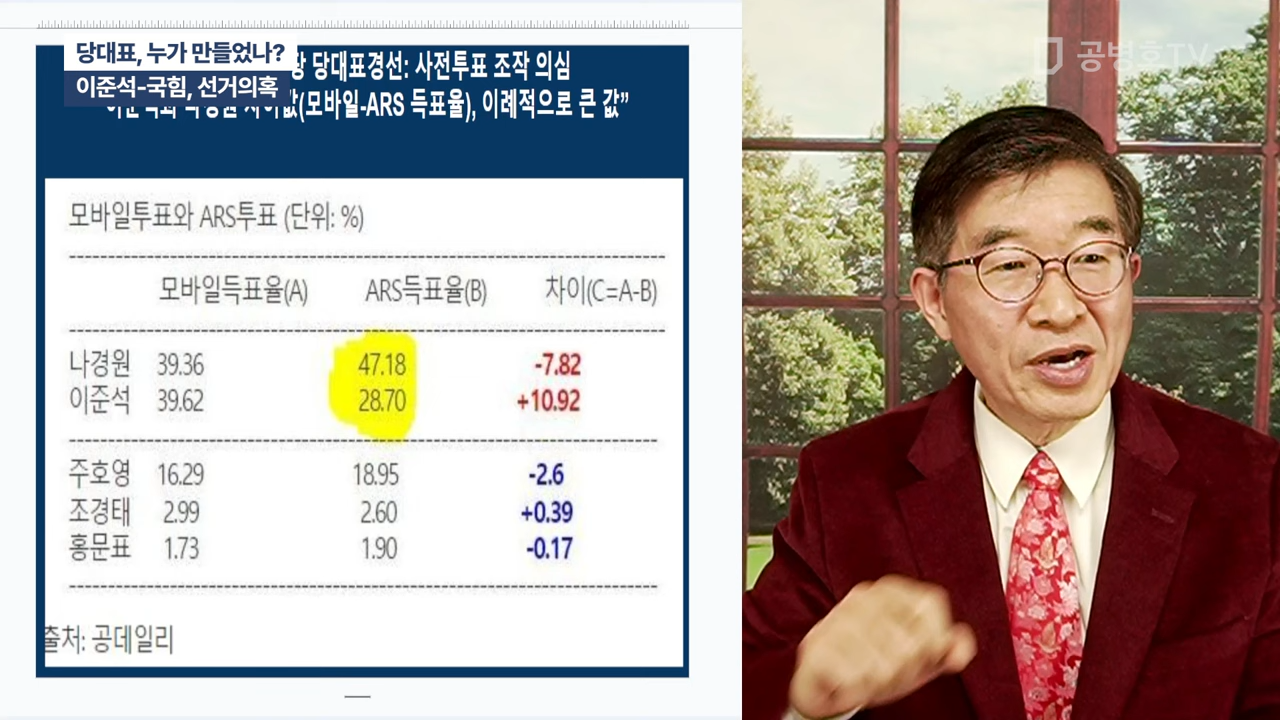 당대표, 누가 만들었나?
이준석-국힘, 선거의혹
당대표경선: 사전투표 조작 의심
(모바일-ARS 득표율), 이례적으로 큰 값”
모바일투표와 ARS투표 (단위: %)
모바일득표율(A) ARS득표율(B) 차이(C=A-B)
나경원 39.36 47.18 -7.82
이준석 39.62 28.70 +10.92
주호영 16.29 18.95 -2.6
조경태 2.99 2.60 +0.39
홍문표 1.73 1.90 -0.17
출처: 공데일리
공병호TV